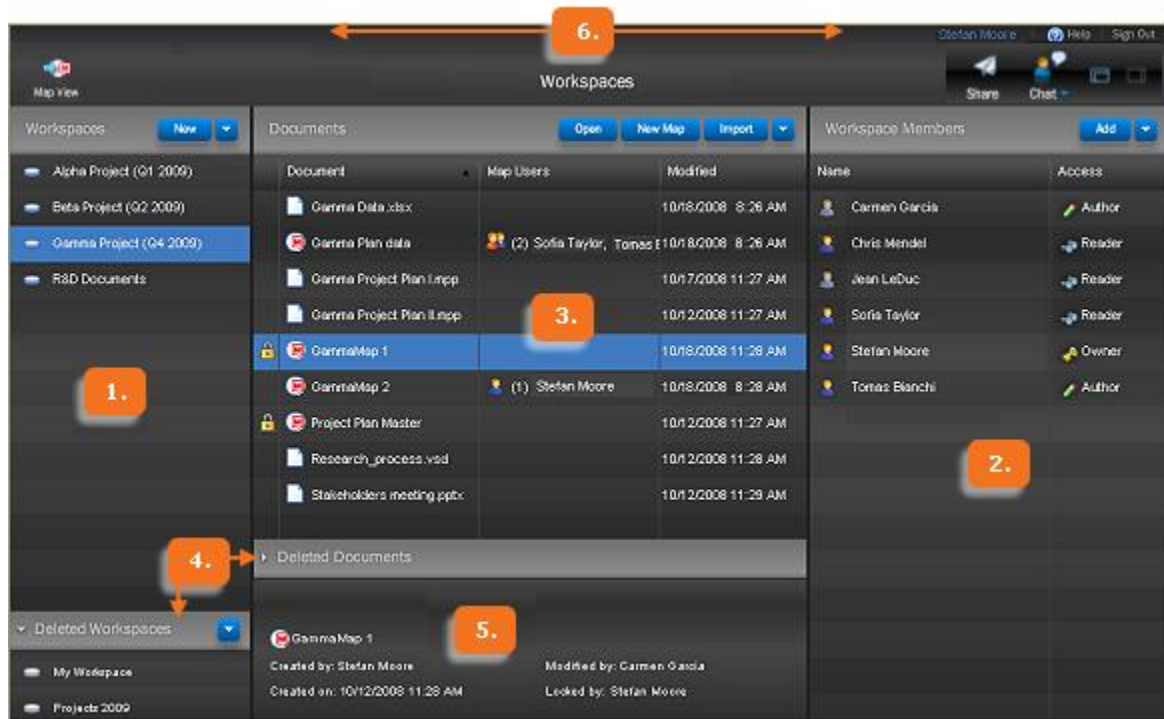 6.
Stefan Moore Help Sign Out
Map View
Workspaces
Share Chat
Workspaces New
Documents Open New Map Import
Workspace Members Add
Document Map Users Modified
Name Access
Alpha Project (Q1 2009)
Beta Project (Q2 2009)
Gamma Project (Q4 2009)
R&D Documents
1.
Gamma Data.xlsx 10/18/2008 8:26 AM
Gamma Plan data (2) Sofia Taylor, Tomas 10/18/2008 8:26 AM
Gamma Project Plan I.mpp 10/17/2008 11:27 AM
Gamma Project Plan II.mpp 10/12/2008 11:27 AM
3.
GammaMap 1 10/18/2008 11:28 AM
GammaMap 2 (1) Stefan Moore 10/18/2008 8:28 AM
Project Plan Master 10/12/2008 11:27 AM
Research_process.vsd 10/12/2008 11:28 AM
Stakeholders meeting.pptx 10/12/2008 11:29 AM
Carmen Garcia Author
Chris Mendel Reader
Jean LeDuc Reader
Sofia Taylor Reader
Stefan Moore Owner
Tomas Bianchi Author
2.
4.
Deleted Documents
Deleted Workspaces
My Workspace
Projects 2009
5.
GammaMap 1
Created by: Stefan Moore Modified by: Carmen Garcia
Created on: 10/12/2008 11:28 AM Locked by: Stefan Moore